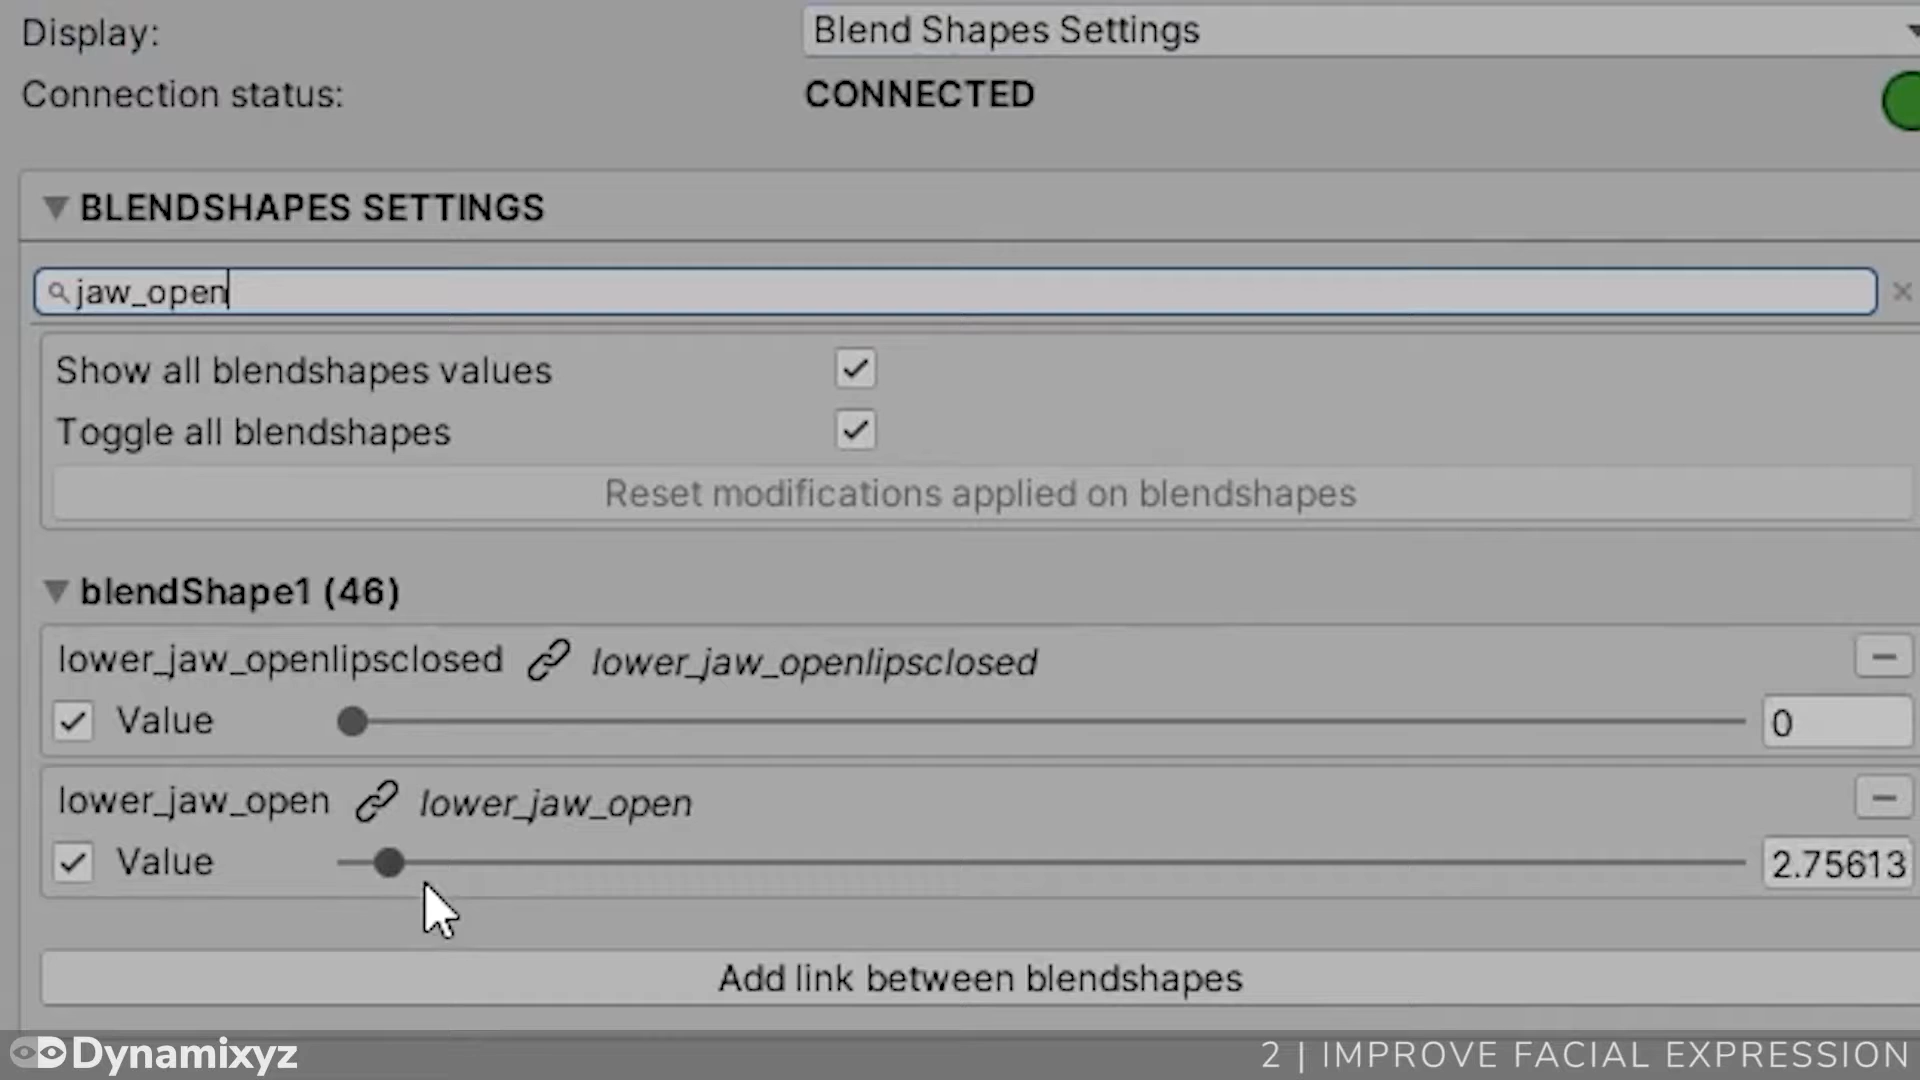 Display: Blend Shapes Settings
Connection status: CONNECTED
BLENDSHAPES SETTINGS
jaw_open
Show all blendshapes values
Toggle all blendshapes
Reset modifications applied on blendshapes
blendShape1 (46)
lower_jaw_openlipsclosed lower_jaw_openlipsclosed
Value 0
lower_jaw_open lower_jaw_open
Value 2.75613
Add link between blendshapes
Dynamixyz 2 | IMPROVE FACIAL EXPRESSION